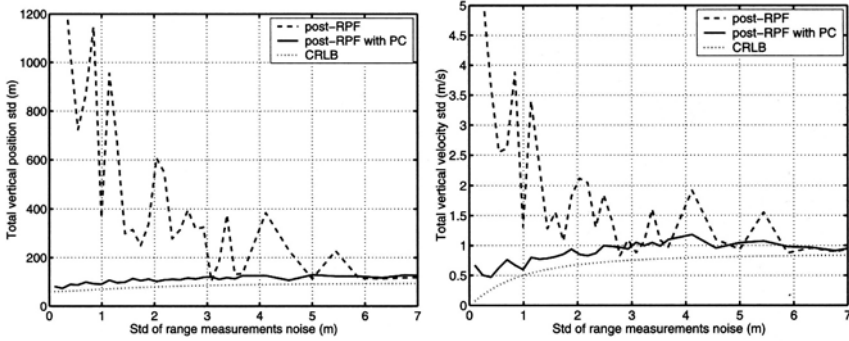 1200
1000
800
600
400
200
0
0 1 2 3 4 5 6 7
Total vertical position std (m)
Std of range measurements noise (m)
post-RPF
post-RPF with PC
CRLB
5
4.5
4
3.5
3
2.5
2
1.5
1
0.5
0
0 1 2 3 4 5 6 7
Total vertical velocity std (m/s)
Std of range measurements noise (m)
post-RPF
post-RPF with PC
CRLB